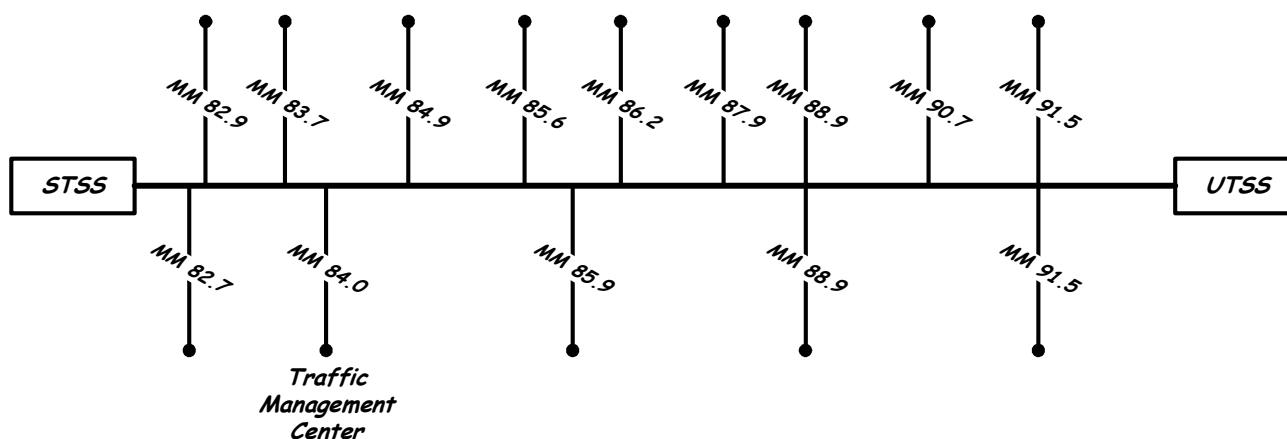 MM 82.9
MM 83.7
MM 84.9
MM 85.6
MM 86.2
MM 87.9
MM 88.9
MM 90.7
MM 91.5
STSS
UTSS
MM 82.7
MM 84.0
MM 85.9
MM 88.9
MM 91.5
Traffic
Management
Center